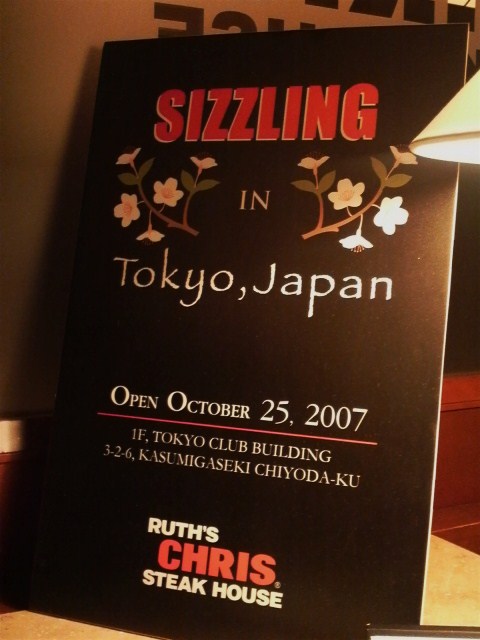 SIZZLING
IN
Tokyo, Japan
OPEN OCTOBER 25, 2007
1F, TOKYO CLUB BUILDING
3-2-6, KASUMIGASEKI CHIYODA-KU
RUTH'S
CHRIS®
STEAK HOUSE